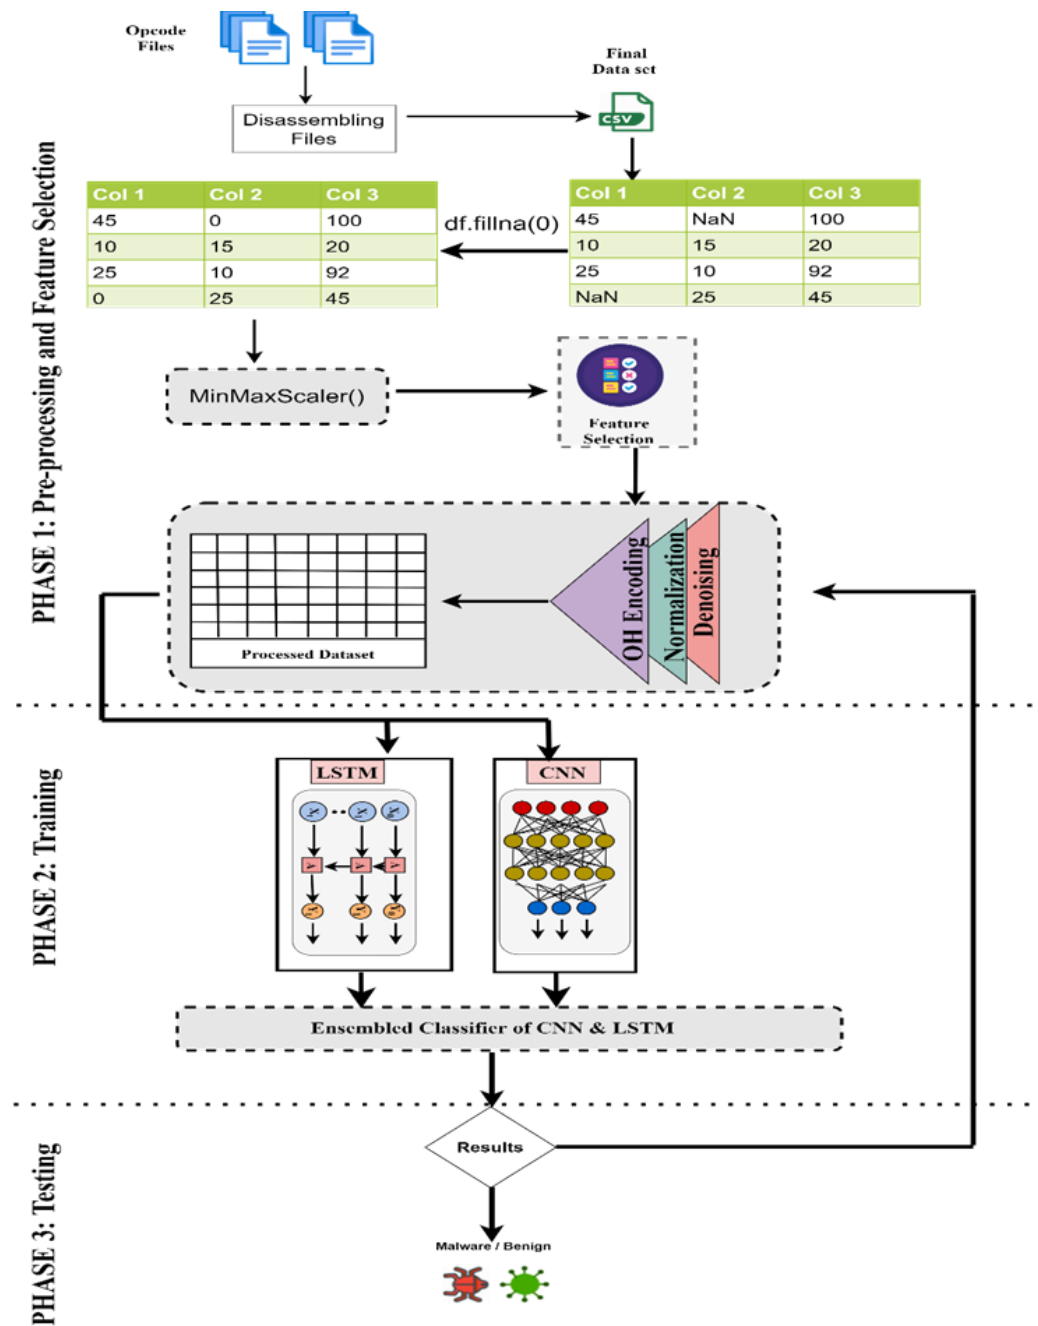 Opcode
Files
Final
Data set
CSV
Disassembling
Files
PHASE 1: Pre-processing and Feature Selection
Col 1 Col 2 Col 3
45 0 100
10 15 20
25 10 92
0 25 45
df.fillna(0)
Col 1 Col 2 Col 3
45 NaN 100
10 15 20
25 10 92
NaN 25 45
MinMaxScaler()
Feature
Selection
OH Encoding
Normalization
Denoising
Processed Dataset
PHASE 2: Training
LSTM
CNN
Ensembled Classifier of CNN & LSTM
PHASE 3: Testing
Results
Malware / Benign